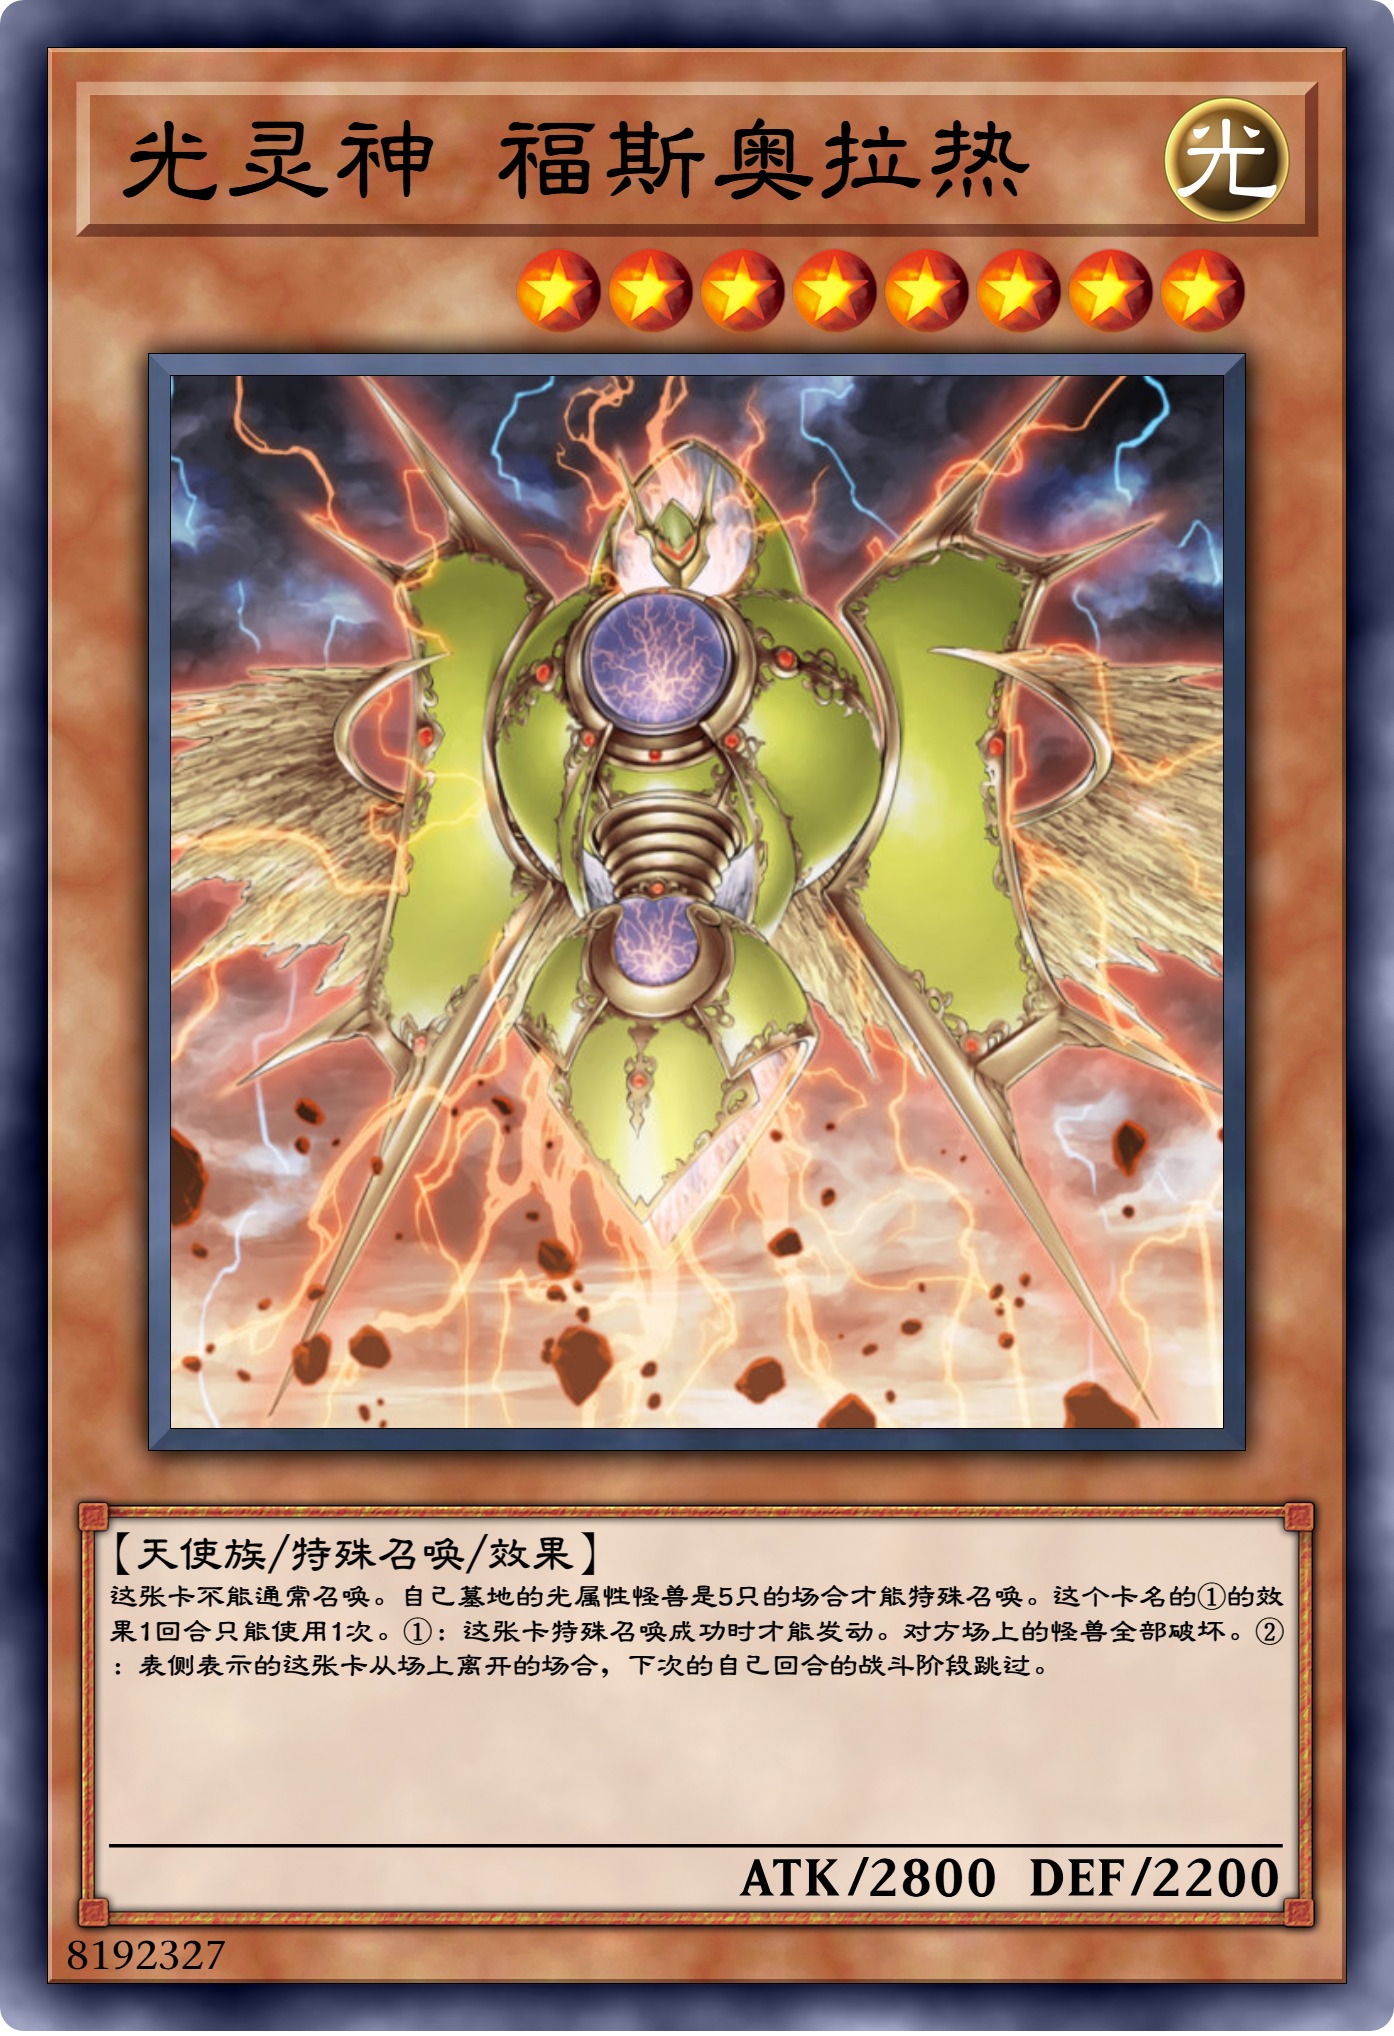 光灵神 福斯奥拉热
光
【天使族/特殊召唤/效果】
这张卡不能通常召唤。自己墓地的光属性怪兽是5只的场合才能特殊召唤。这个卡名的①的效
果1回合只能使用1次。①：这张卡特殊召唤成功时才能发动。对方场上的怪兽全部破坏。②
：表侧表示的这张卡从场上离开的场合，下次的自己回合的战斗阶段跳过。
ATK/2800 DEF/2200
8192327